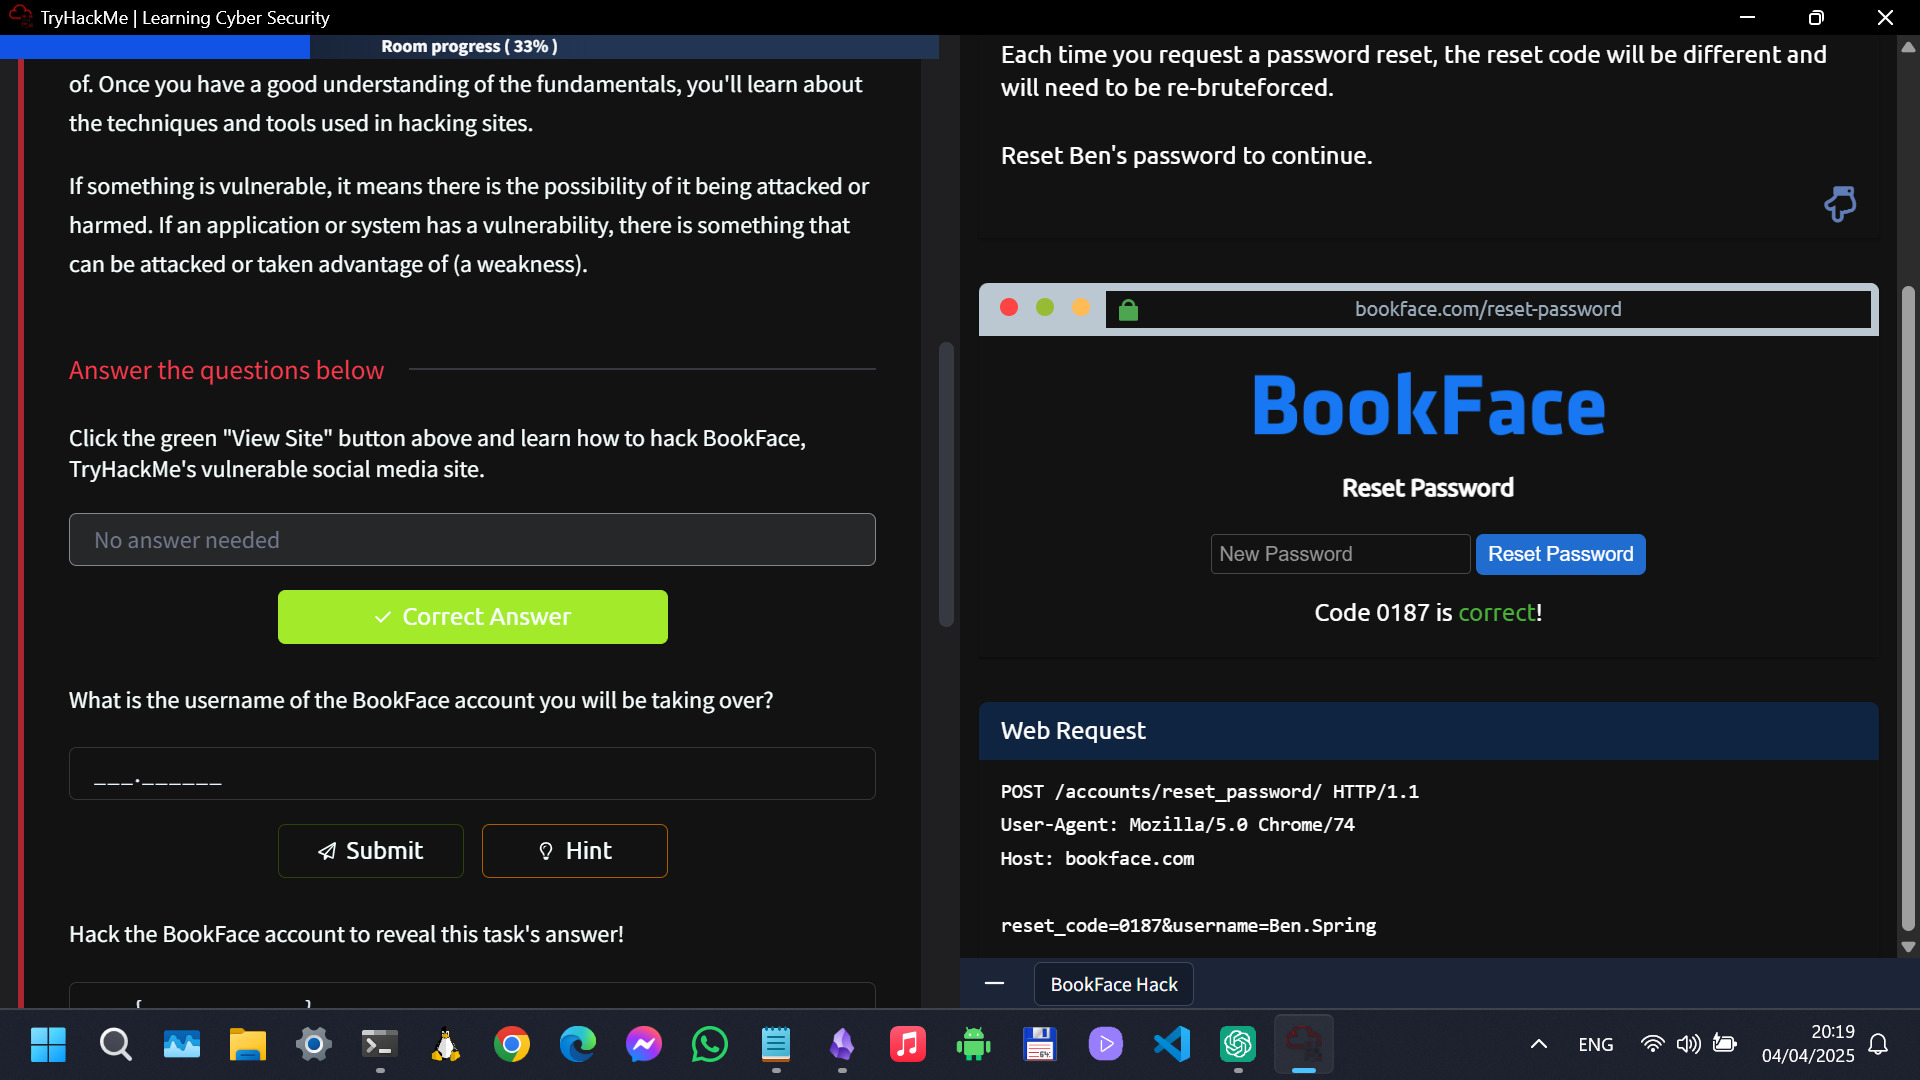 TryHackMe | Learning Cyber Security
Room progress ( 33% )
of. Once you have a good understanding of the fundamentals, you'll learn about
the techniques and tools used in hacking sites.
If something is vulnerable, it means there is the possibility of it being attacked or
harmed. If an application or system has a vulnerability, there is something that
can be attacked or taken advantage of (a weakness).
Answer the questions below
Click the green "View Site" button above and learn how to hack BookFace,
TryHackMe's vulnerable social media site.
No answer needed
Correct Answer
What is the username of the BookFace account you will be taking over?
___.______
Submit
Hint
Hack the BookFace account to reveal this task's answer!
Each time you request a password reset, the reset code will be different and
will need to be re-bruteforced.
Reset Ben's password to continue.
bookface.com/reset-password
BookFace
Reset Password
New Password
Reset Password
Code 0187 is correct!
Web Request
POST /accounts/reset_password/ HTTP/1.1
User-Agent: Mozilla/5.0 Chrome/74
Host: bookface.com
reset_code=0187&username=Ben.Spring
BookFace Hack
ENG
20:19
04/04/2025